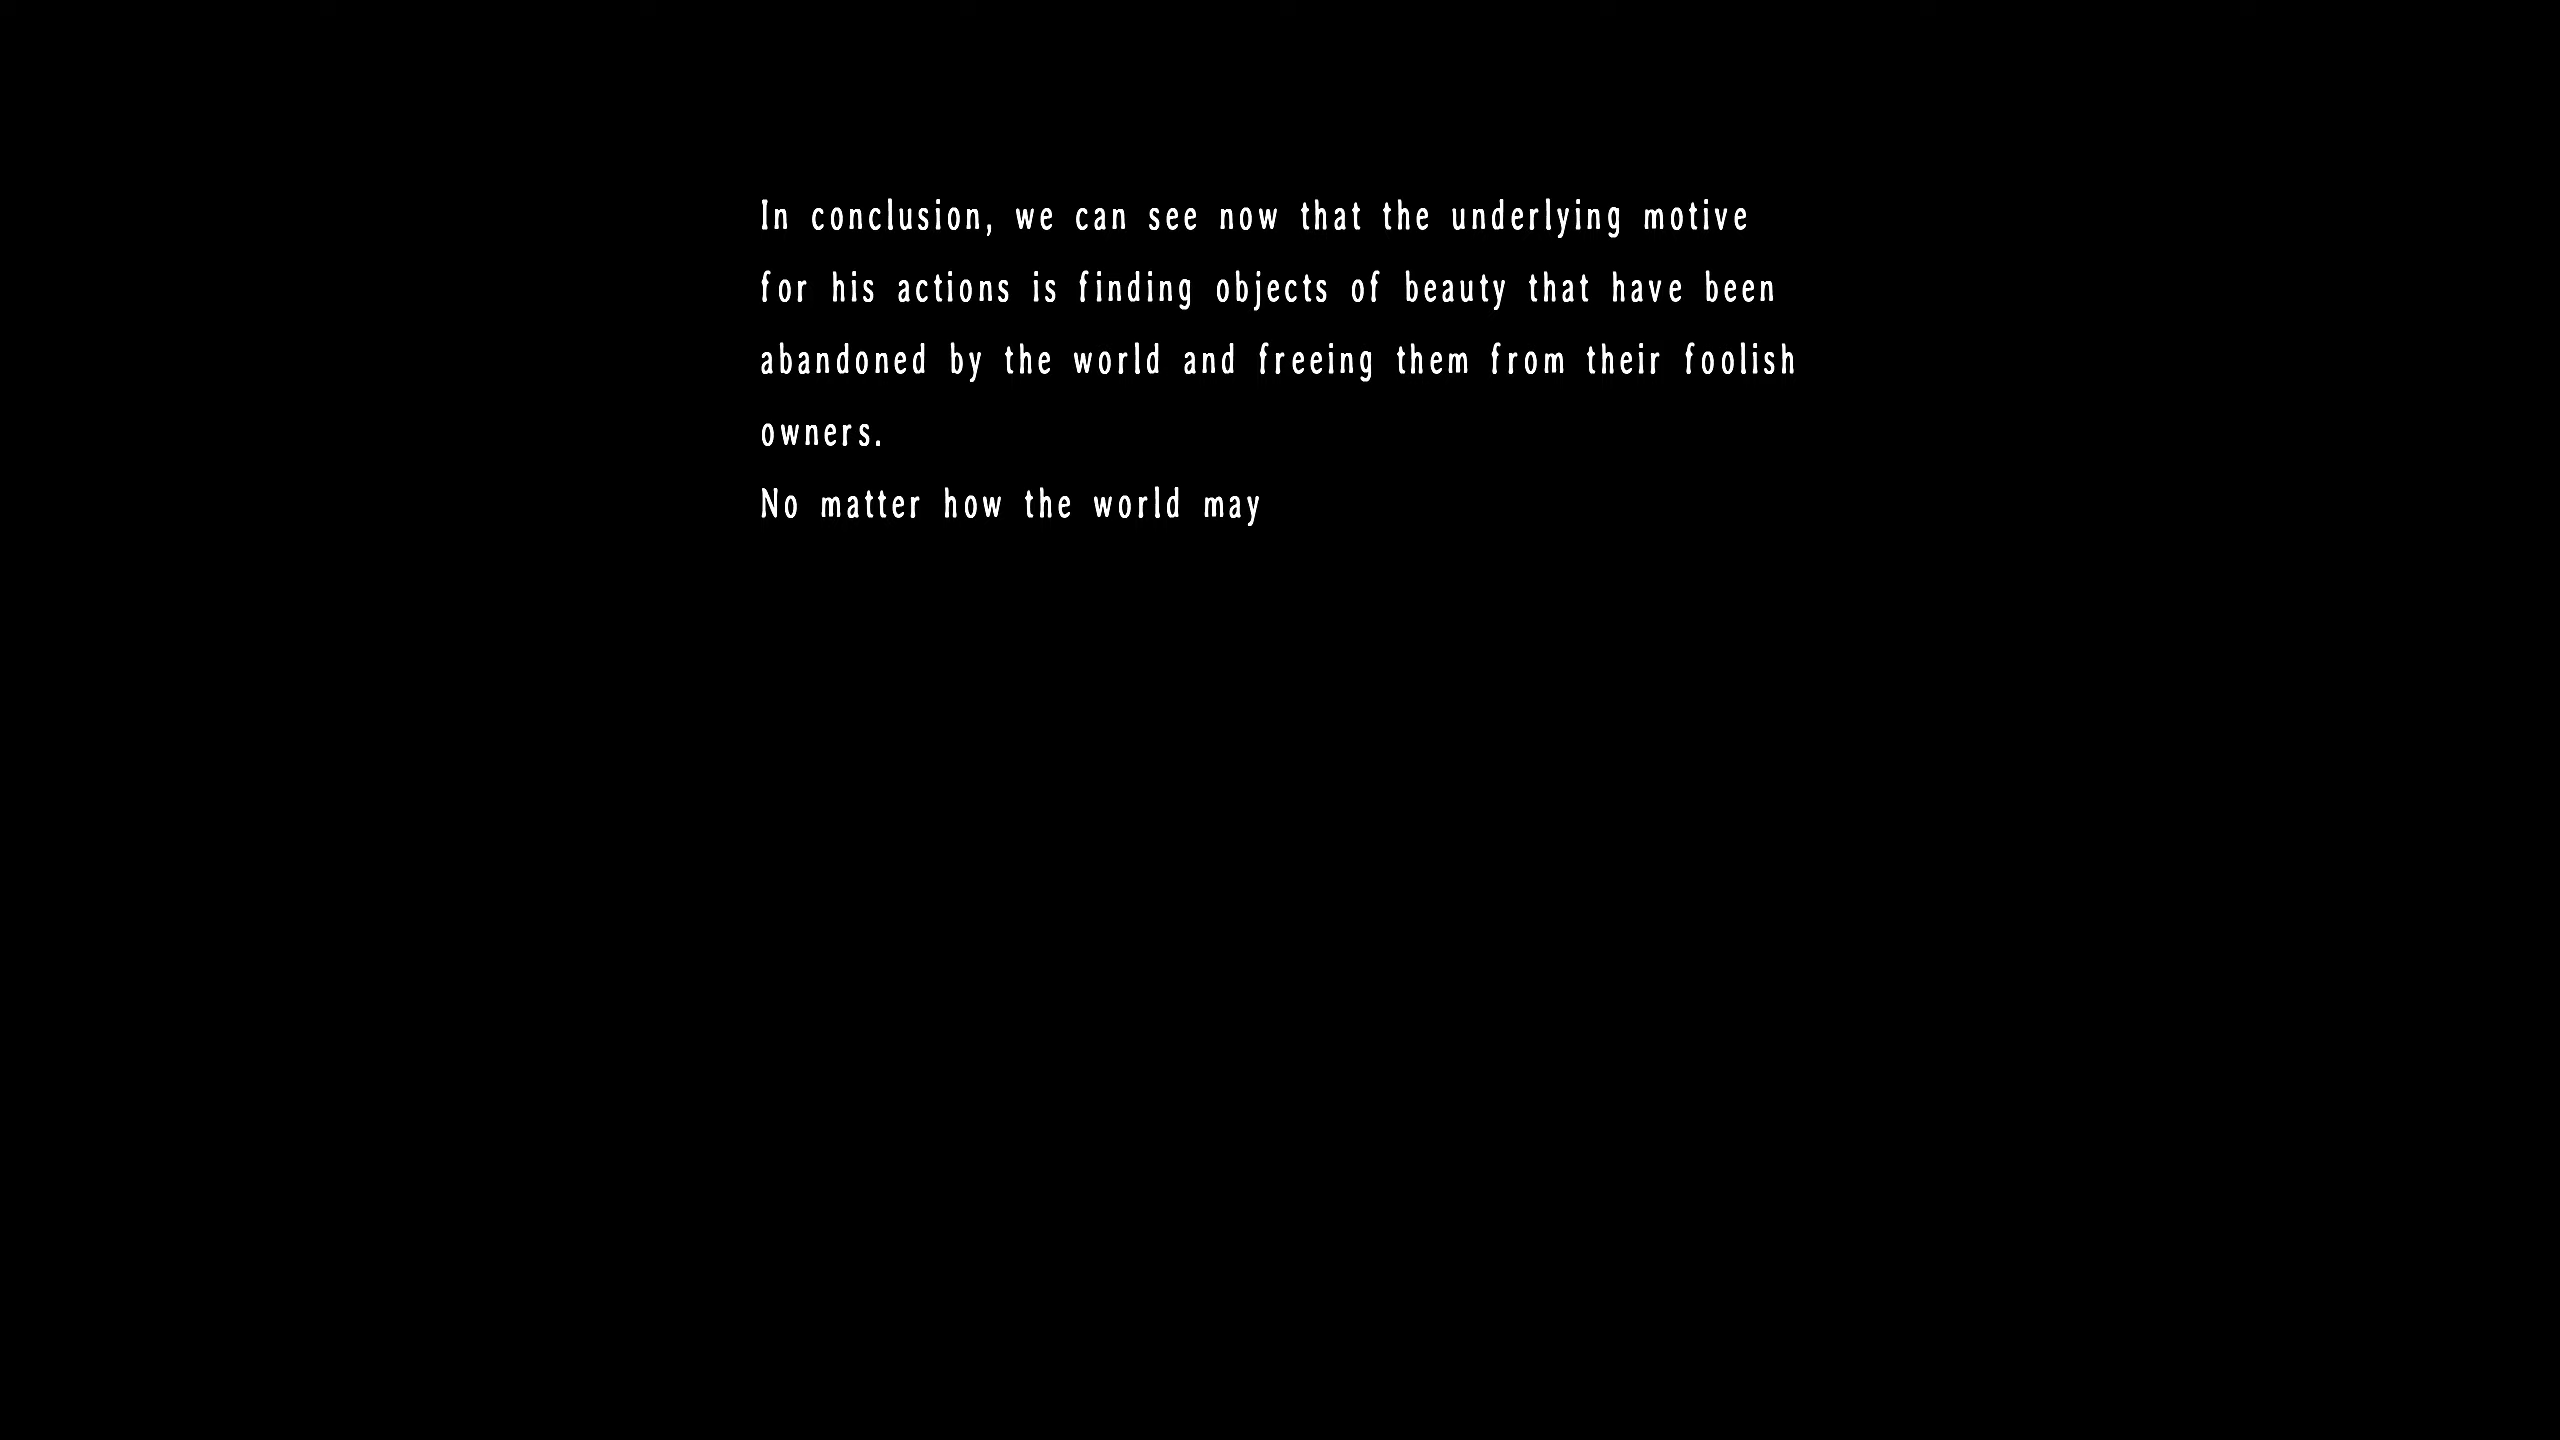 In conclusion, we can see now that the underlying motive
for his actions is finding objects of beauty that have been
abandoned by the world and freeing them from their foolish
owners.
No matter how the world may